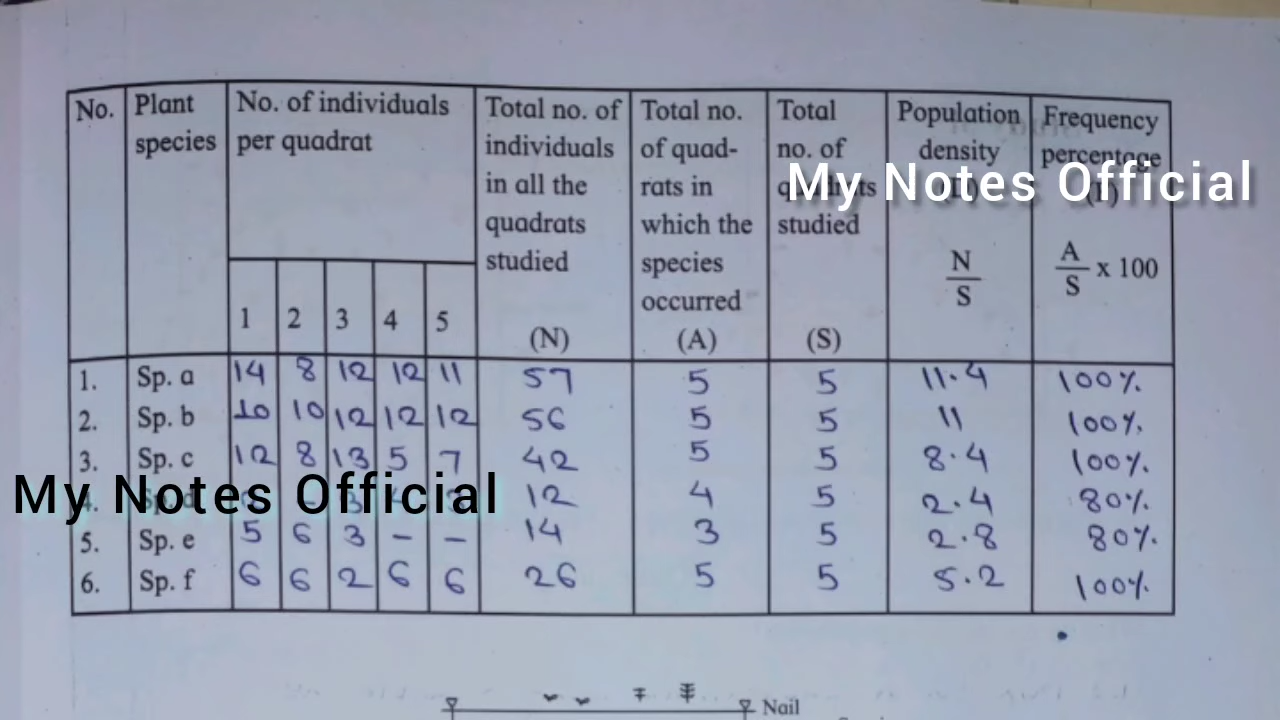 No. Plant species No. of individuals per quadrat Total no. of individuals in all the quadrats studied (N) Total no. of quad-rats in which the species occurred (A) Total no. of studied (S) Population density N/S Frequency percentage A/S x 100
1 2 3 4 5
1. Sp. a 14 8 12 12 11 57 5 5 11.4 100%
2. Sp. b 10 10 12 12 12 56 5 5 11 100%
3. Sp. c 12 8 13 5 7 42 5 5 8.4 100%
12 4 5 2.4 80%
5. Sp. e 5 6 3 – – 14 3 5 2.8 80%
6. Sp. f 6 6 2 6 6 26 5 5 5.2 100%
My Notes Official
My Notes Official
Nail